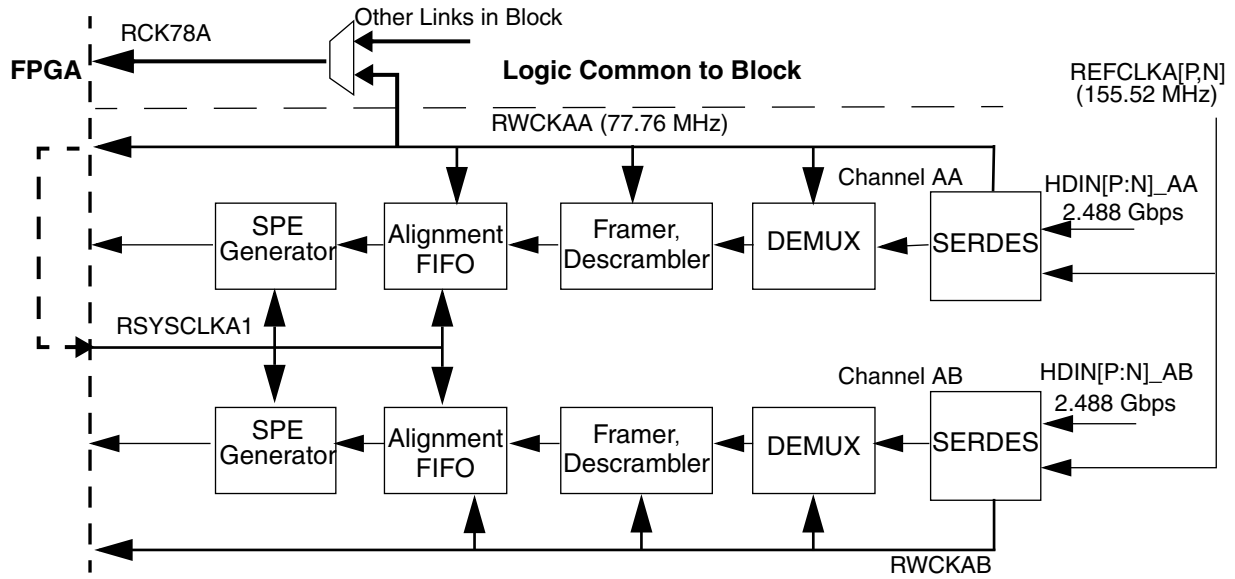 Other Links in Block
RCK78A
FPGA
Logic Common to Block
REFCLKA[P,N]
(155.52 MHz)
RWCKAA (77.76 MHz)
Channel AA
HDIN[P:N]_AA
2.488 Gbps
SPE
Generator
Alignment
FIFO
Framer,
Descrambler
DEMUX
SERDES
RSYSCLKA1
Channel AB
HDIN[P:N]_AB
2.488 Gbps
SPE
Generator
Alignment
FIFO
Framer,
Descrambler
DEMUX
SERDES
RWCKAB